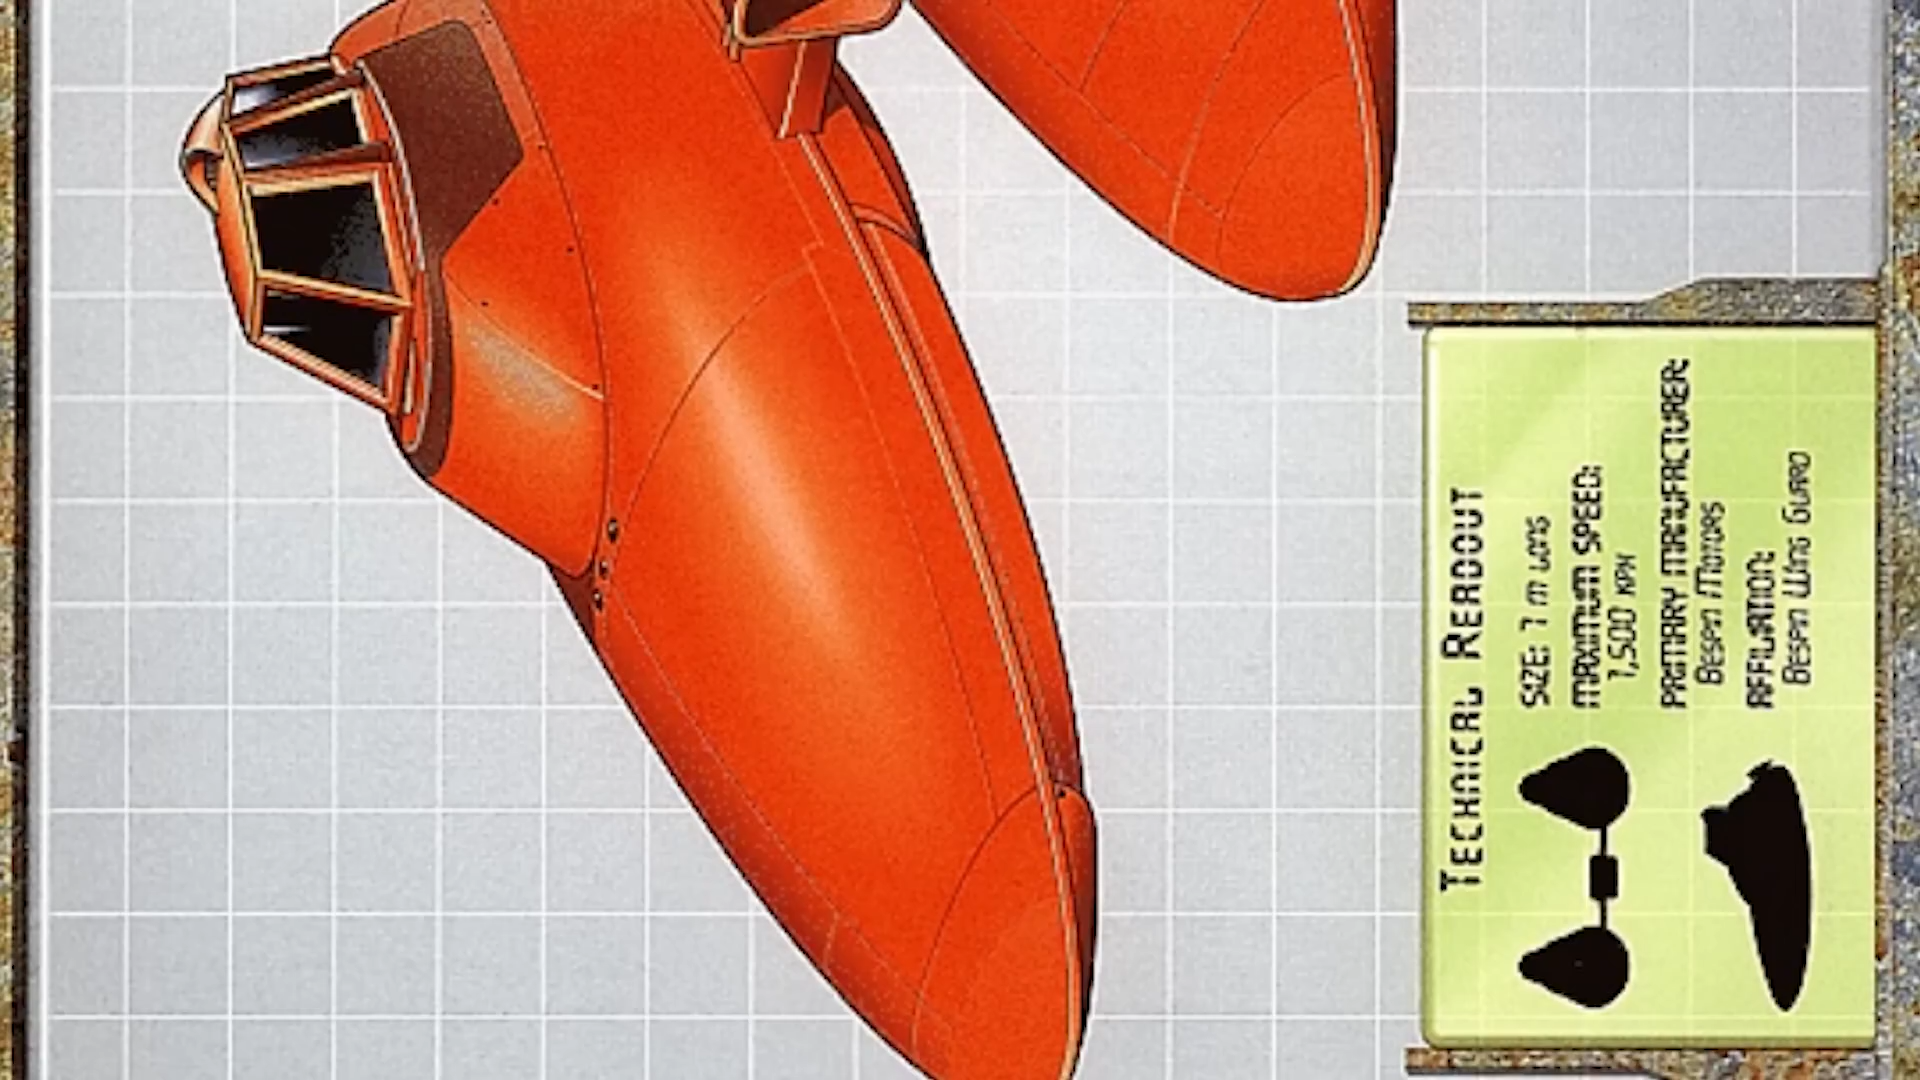 Technical Readout
SIZE: 7 m long
MAXIMUM SPEED:
1,500 kph
PRIMARY MANUFACTURER:
Bespin Motors
AFFILIATION:
Bespin Wing Guard